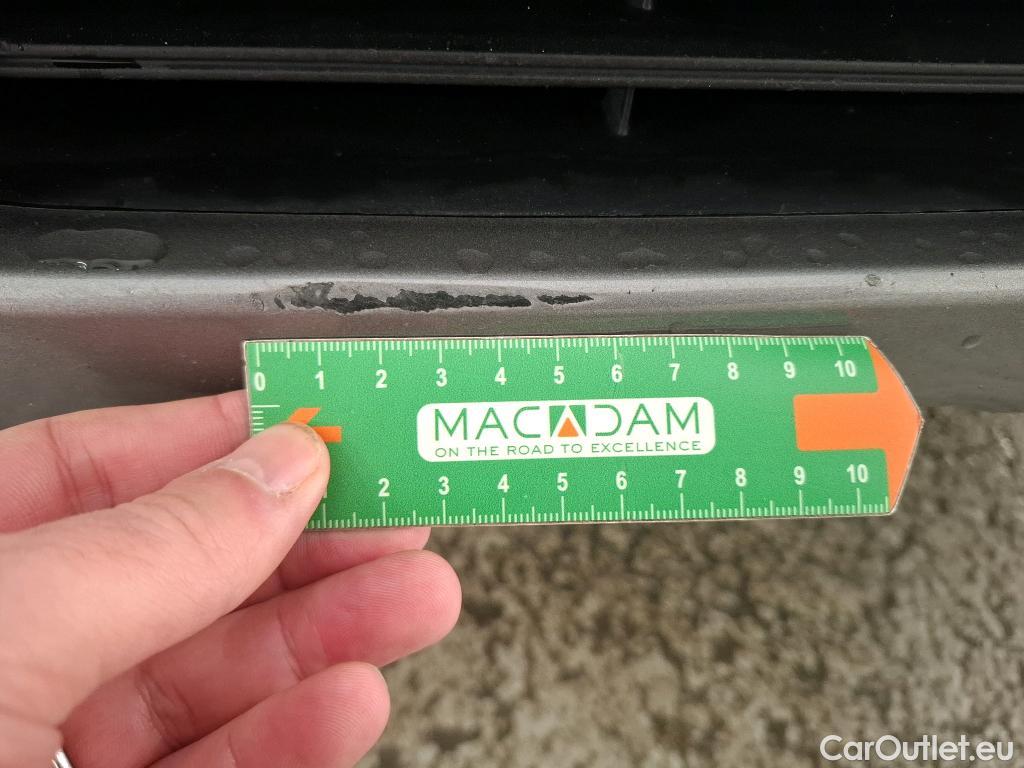 0 1 2 3 4 5 6 7 8 9 10
MACADAM
ON THE ROAD TO EXCELLENCE
1 2 3 4 5 6 7 8 9 10
CarOutlet.eu